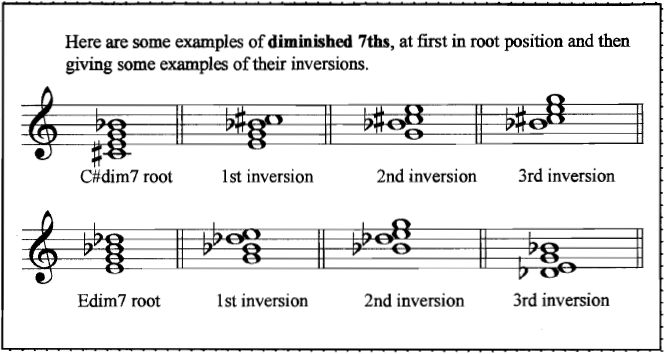 Here are some examples of diminished 7ths, at first in root position and then
giving some examples of their inversions.
C#dim7 root 1st inversion 2nd inversion 3rd inversion
Edim7 root 1st inversion 2nd inversion 3rd inversion